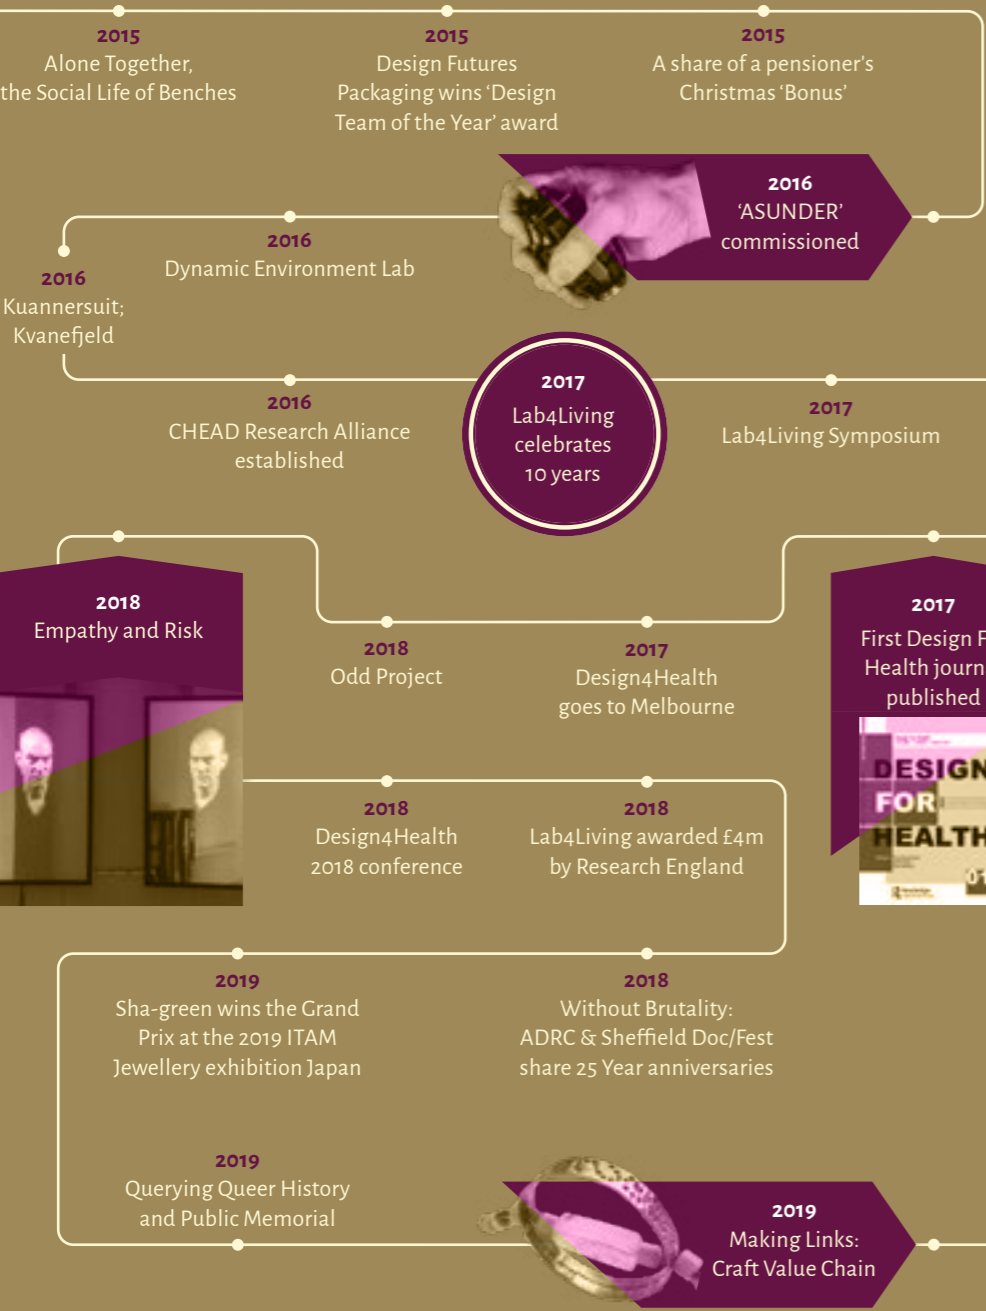 2015
Alone Together,
the Social Life of Benches
2015
Design Futures
Packaging wins ‘Design
Team of the Year’ award
2015
A share of a pensioner's
Christmas ‘Bonus’
2016
‘ASUNDER’
commissioned
2016
Dynamic Environment Lab
2016
Kuannersuit;
Kvanefjeld
2016
CHEAD Research Alliance
established
2017
Lab4Living
celebrates
10 years
2017
Lab4Living Symposium
2017
First Design F
Health journ
published
DESIGN
FOR
HEALTH
01
2017
Design4Health
goes to Melbourne
2018
Odd Project
2018
Empathy and Risk
2018
Design4Health
2018 conference
2018
Lab4Living awarded £4m
by Research England
2018
Without Brutality:
ADRC & Sheffield Doc/Fest
share 25 Year anniversaries
2019
Sha-green wins the Grand
Prix at the 2019 ITAM
Jewellery exhibition Japan
2019
Querying Queer History
and Public Memorial
2019
Making Links:
Craft Value Chain